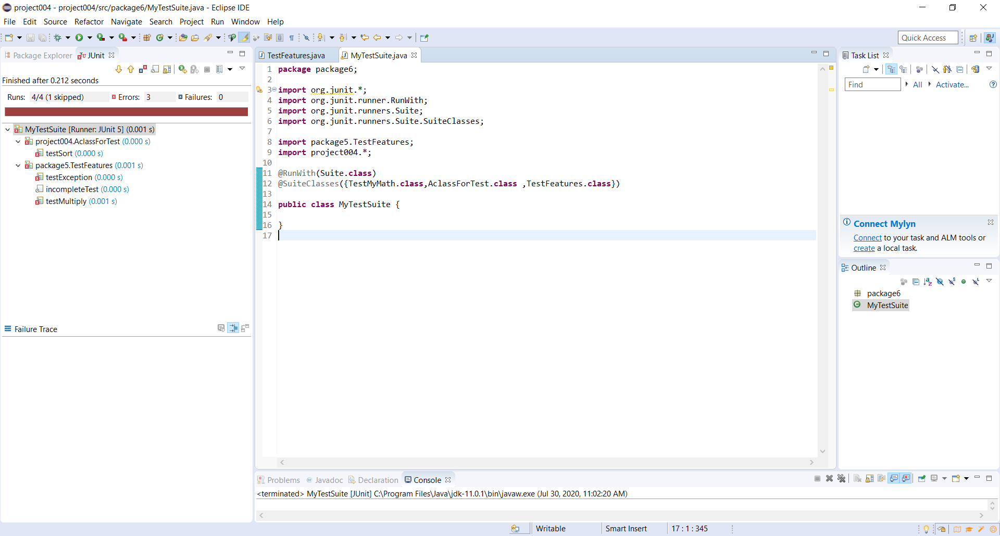 project004 - project004/src/package6/MyTestSuite.java - Eclipse IDE
File Edit Source Refactor Navigate Search Project Run Window Help
Quick Access
Package Explorer JUnit
Finished after 0.212 seconds
Runs: 4/4 (1 skipped) Errors: 3 Failures: 0
MyTestSuite [Runner: JUnit 5] (0.001 s)
project004.AclassForTest (0.000 s)
testSort (0.000 s)
package5.TestFeatures (0.001 s)
testException (0.000 s)
incompleteTest (0.000 s)
testMultiply (0.001 s)
Failure Trace
TestFeatures.java MyTestSuite.java
1 package package6;
2
3 import org.junit.*;
4 import org.junit.runner.RunWith;
5 import org.junit.runners.Suite;
6 import org.junit.runners.Suite.SuiteClasses;
7
8 import package5.TestFeatures;
9 import project004.*;
10
11 @RunWith(Suite.class)
12 @SuiteClasses({TestMyMath.class,AclassForTest.class ,TestFeatures.class})
13
14 public class MyTestSuite {
15
16 }
17
Task List
Find All Activate...
Connect Mylyn
Connect to your task and ALM tools or
create a local task.
Outline
package6
MyTestSuite
Problems @ Javadoc Declaration Console
<terminated> MyTestSuite [JUnit] C:\Program Files\Java\jdk-11.0.1\bin\javaw.exe (Jul 30, 2020, 11:02:20 AM)
Writable Smart Insert 17 : 1 : 345